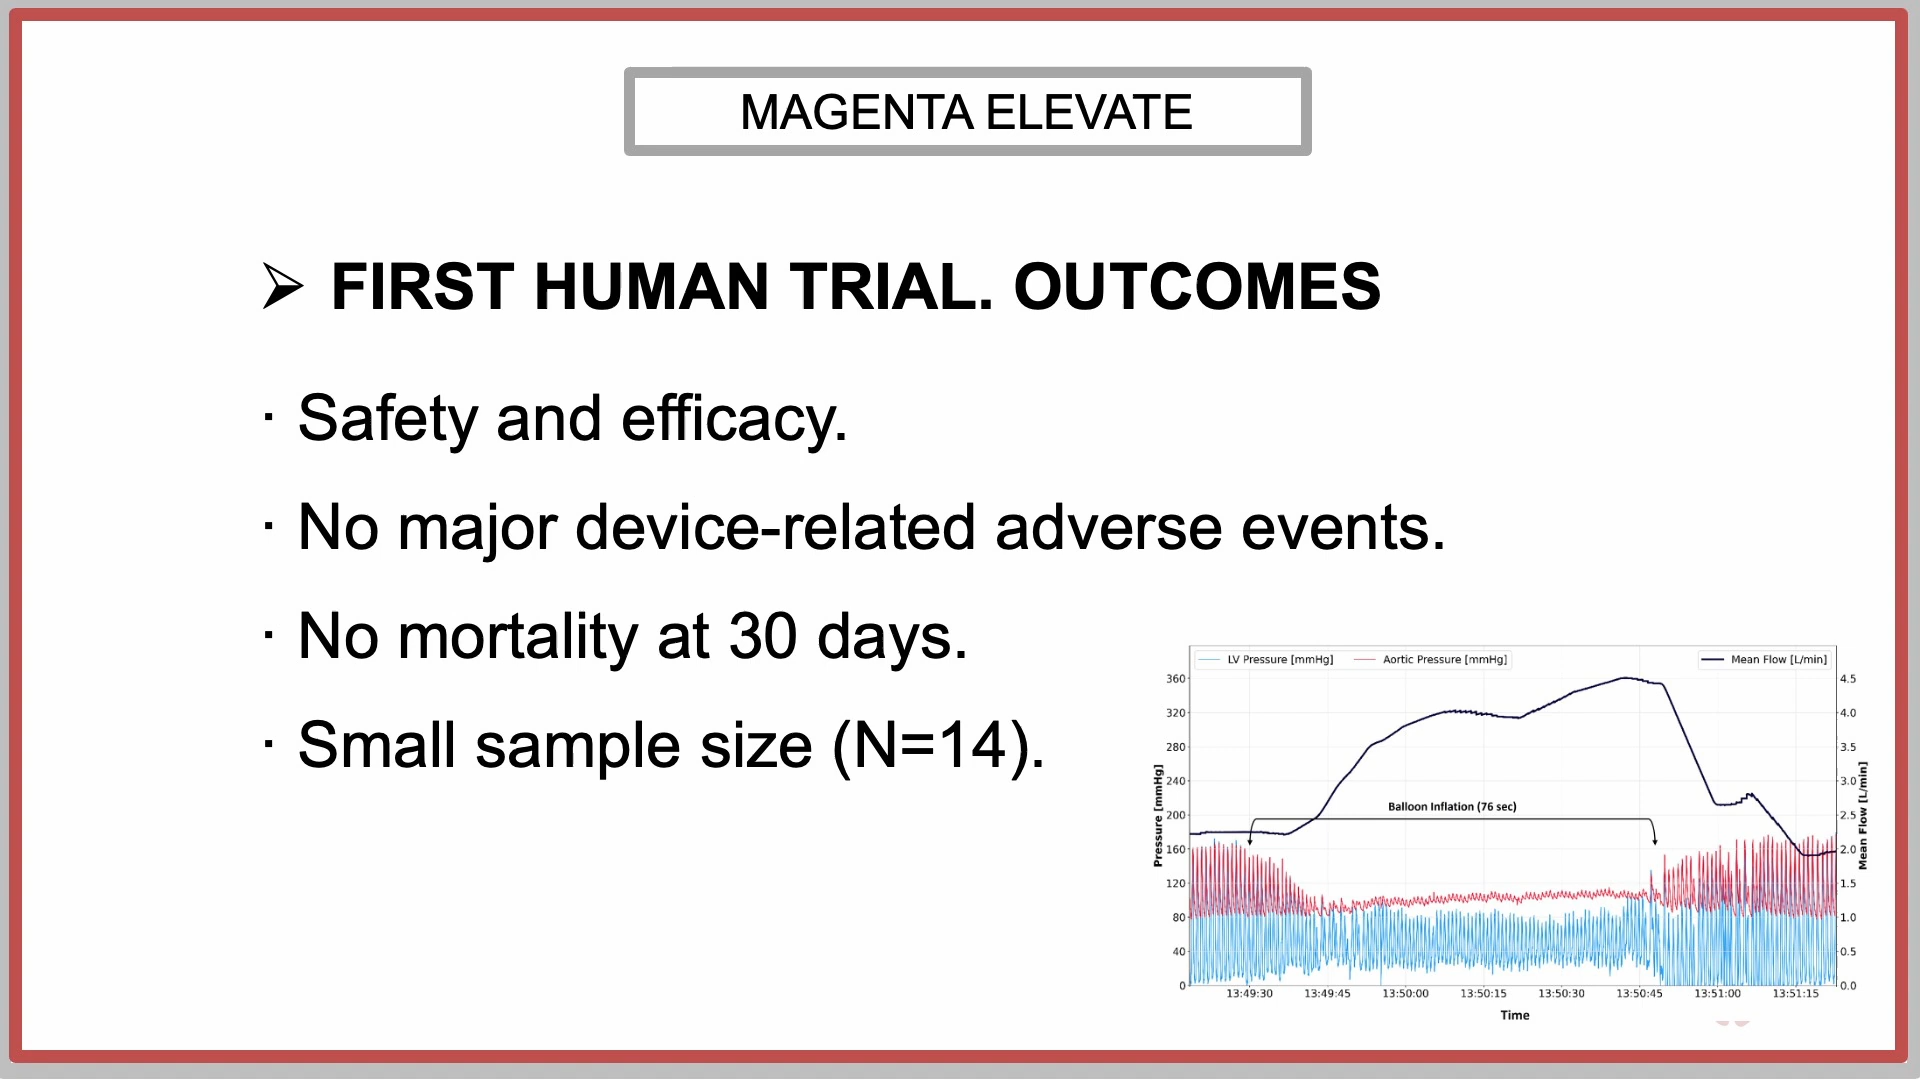 MAGENTA ELEVATE
➢ FIRST HUMAN TRIAL. OUTCOMES
· Safety and efficacy.
· No major device-related adverse events.
· No mortality at 30 days.
· Small sample size (N=14).
LV Pressure [mmHg] Aortic Pressure [mmHg] Mean Flow [L/min]
360 4.5
320 4.0
280 3.5
240 3.0
Balloon Inflation (76 sec)
200 2.5
160 2.0
120 1.5
80 1.0
40 0.5
0 0.0
Pressure [mmHg]
Mean Flow [L/min]
13:49:30 13:49:45 13:50:00 13:50:15 13:50:30 13:50:45 13:51:00 13:51:15
Time